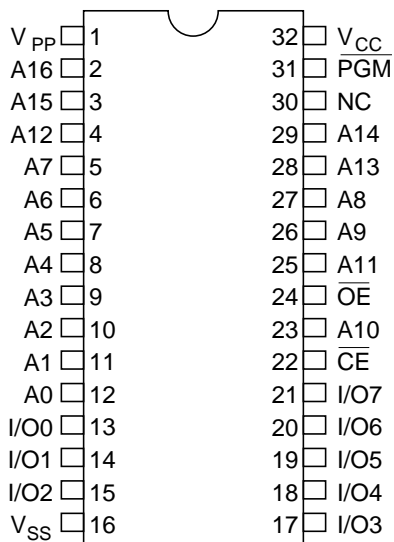 V PP 1 32 VCC
A16 2 31 PGM
A15 3 30 NC
A12 4 29 A14
A7 5 28 A13
A6 6 27 A8
A5 7 26 A9
A4 8 25 A11
A3 9 24 OE
A2 10 23 A10
A1 11 22 CE
A0 12 21 I/O7
I/O0 13 20 I/O6
I/O1 14 19 I/O5
I/O2 15 18 I/O4
VSS 16 17 I/O3